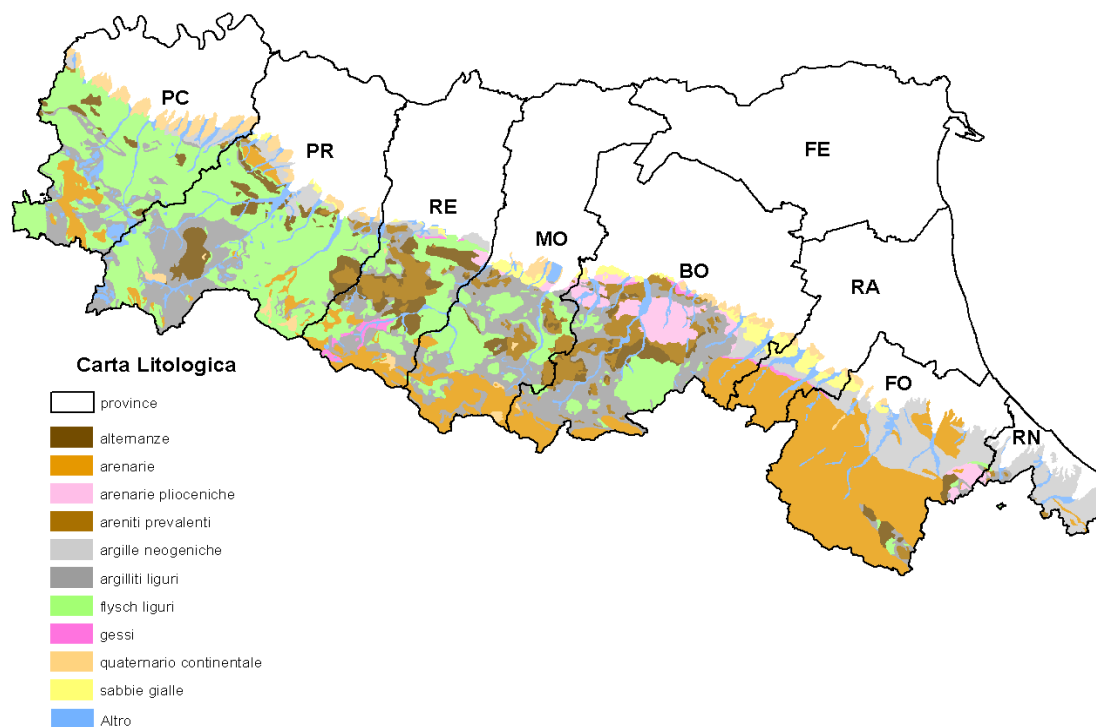 PC
PR
RE
MO
FE
BO
RA
FO
RN
Carta Litologica
province
alternanze
arenarie
arenarie plioceniche
areniti prevalenti
argille neogeniche
argilliti liguri
flysch liguri
gessi
quaternario continentale
sabbie gialle
Altro